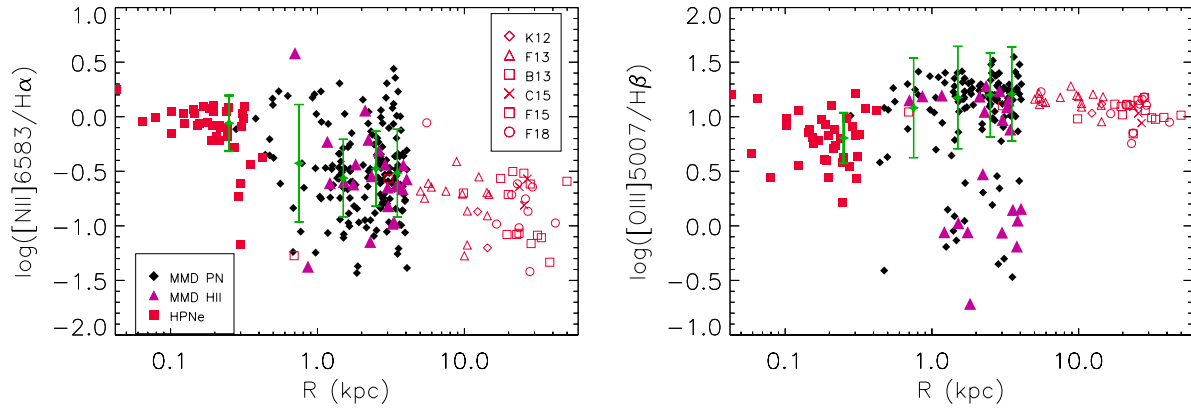 log([NII]6583/Hα)
1.0
0.5
0.0
−0.5
−1.0
−1.5
−2.0
K12
F13
B13
C15
F15
F18
MMD PN
MMD HII
HPNe
0.1
1.0
10.0
R (kpc)
log([OIII]5007/Hβ)
2.0
1.5
1.0
0.5
0.0
−0.5
−1.0
0.1
1.0
10.0
R (kpc)